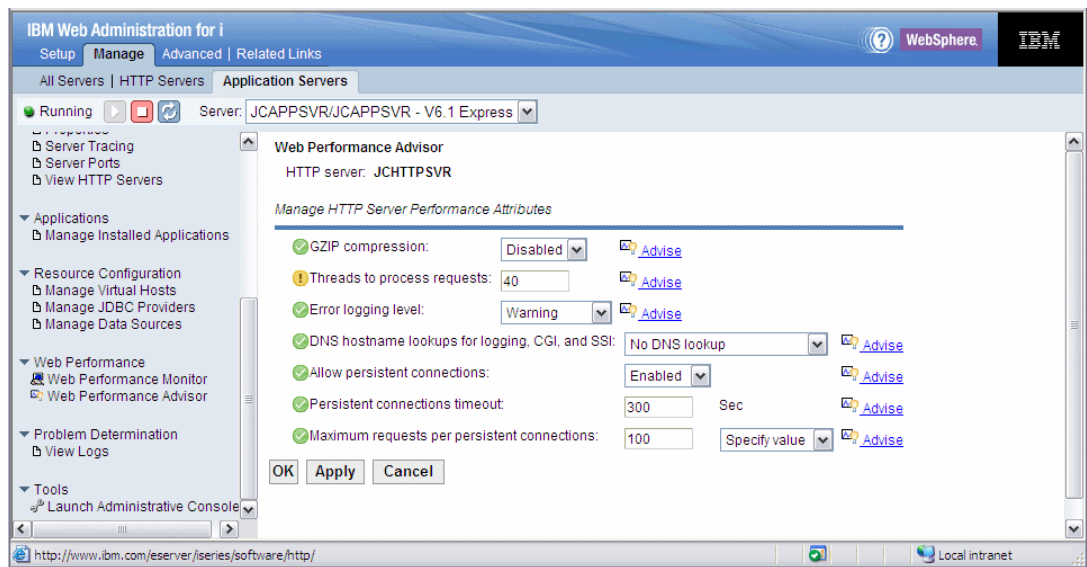 IBM Web Administration for i
WebSphere.
IBM
Setup Manage Advanced | Related Links
All Servers | HTTP Servers Application Servers
Running Server: JCAPPSVR/JCAPPSVR - V6.1 Express
Properties
Server Tracing
Server Ports
View HTTP Servers
Applications
Manage Installed Applications
Resource Configuration
Manage Virtual Hosts
Manage JDBC Providers
Manage Data Sources
Web Performance
Web Performance Monitor
Web Performance Advisor
Problem Determination
View Logs
Tools
Launch Administrative Console
Web Performance Advisor
HTTP server: JCHTTPSVR
Manage HTTP Server Performance Attributes
GZIP compression: Disabled Advise
Threads to process requests: 40 Advise
Error logging level: Warning Advise
DNS hostname lookups for logging, CGI, and SSI: No DNS lookup Advise
Allow persistent connections: Enabled Advise
Persistent connections timeout: 300 Sec Advise
Maximum requests per persistent connections: 100 Specify value Advise
OK Apply Cancel
http://www.ibm.com/eserver/iseries/software/http/ Local intranet